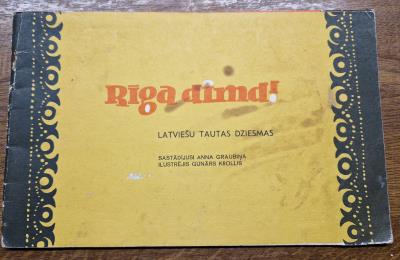 Rīga dimd!
LATVIEŠU TAUTAS DZIESMAS
SASTĀDĪJUSI ANNA GRAUBIŅA
ILUSTRĒJIS GUNĀRS KROLLIS